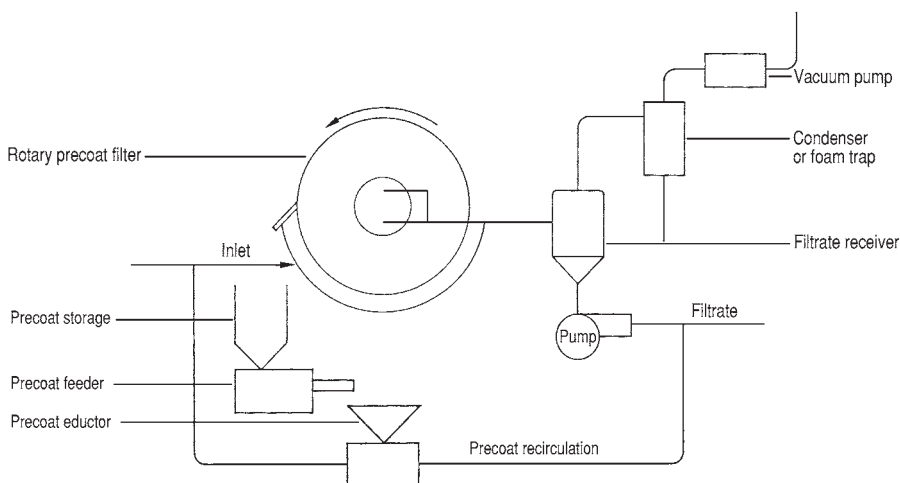 Vacuum pump
Condenser
or foam trap
Rotary precoat filter
Inlet
Filtrate receiver
Precoat storage
Filtrate
Pump
Precoat feeder
Precoat eductor
Precoat recirculation